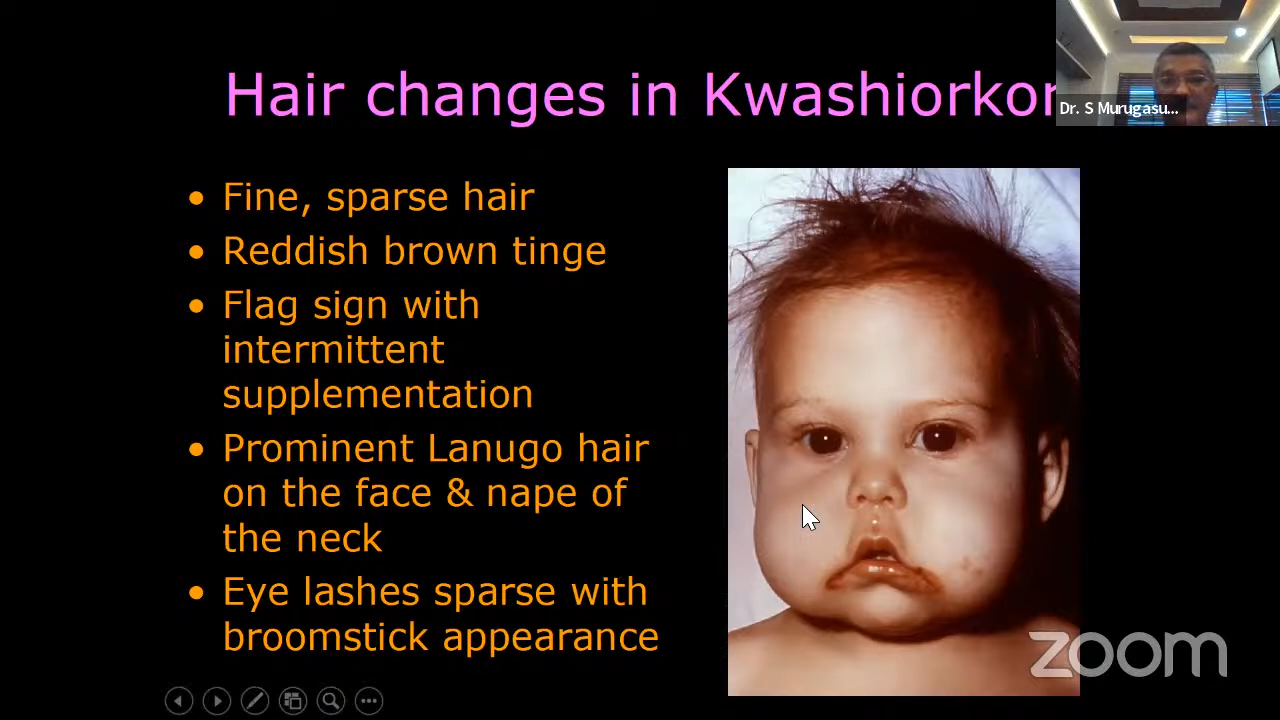 Hair changes in Kwashiorkor
Dr. S Murugasu...
• Fine, sparse hair
• Reddish brown tinge
• Flag sign with
intermittent
supplementation
• Prominent Lanugo hair
on the face & nape of
the neck
• Eye lashes sparse with
broomstick appearance
zoom